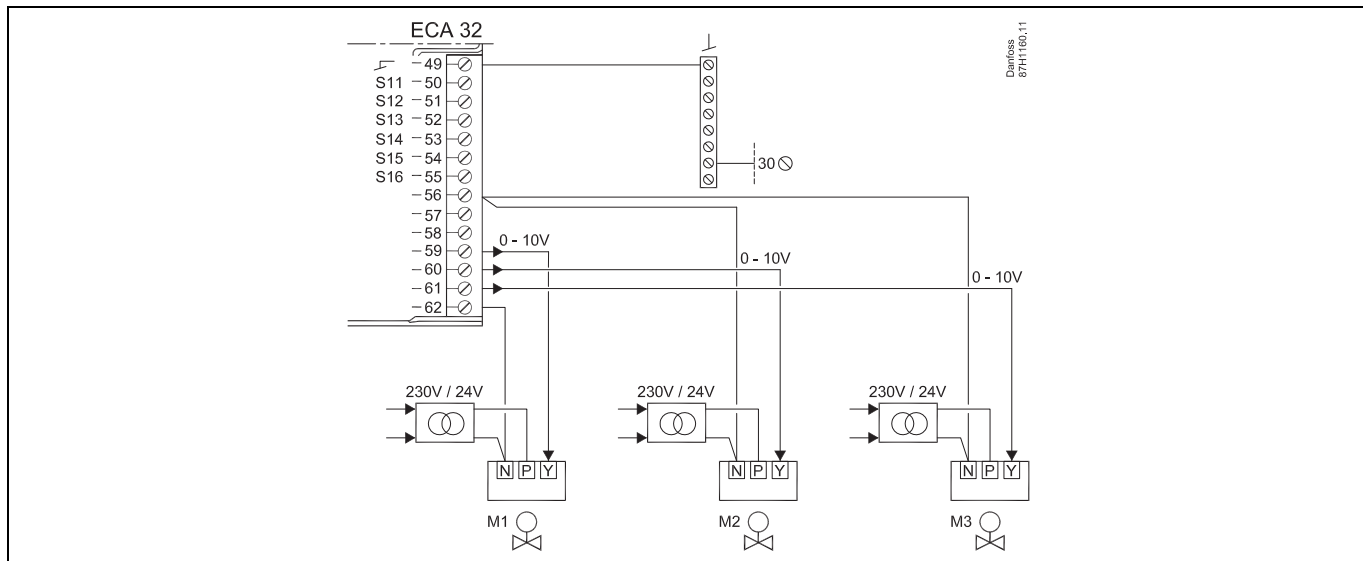 ECA 32
Danfoss
87H1160,11
49
S11 50
S12 51
S13 52
S14 53
S15 54
S16 55
56
57
58
59
60
61
62
30
0 - 10V
0 - 10V
0 - 10V
230V / 24V
230V / 24V
230V / 24V
N P Y
N P Y
N P Y
M1
M2
M3